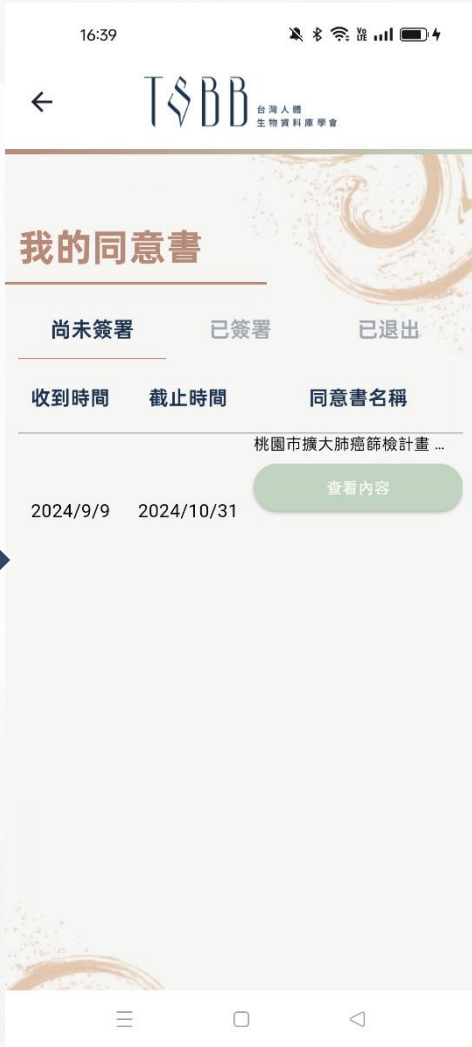 16:39
TSBB 台灣人體
生物資料庫學會
我的同意書
尚未簽署 已簽署 已退出
收到時間 截止時間 同意書名稱
桃園市擴大肺癌篩檢計畫 ...
查看內容
2024/9/9 2024/10/31